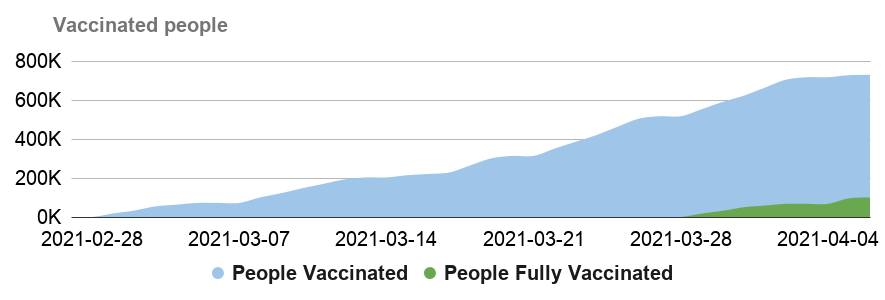 Vaccinated people
800K
600K
400K
200K
0K
2021-02-28 2021-03-07 2021-03-14 2021-03-21 2021-03-28 2021-04-04
People Vaccinated People Fully Vaccinated